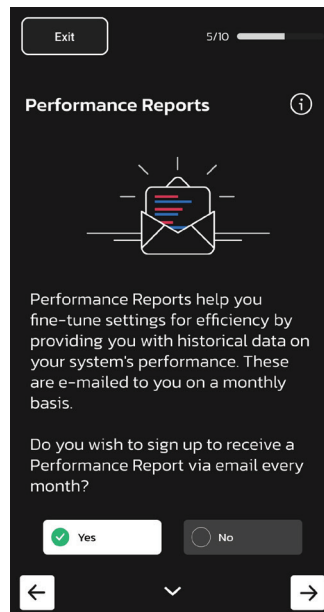 Exit
5/10
Performance Reports
i
Performance Reports help you
fine-tune settings for efficiency by
providing you with historical data on
your system's performance. These
are e-mailed to you on a monthly
basis.
Do you wish to sign up to receive a
Performance Report via email every
month?
Yes
No